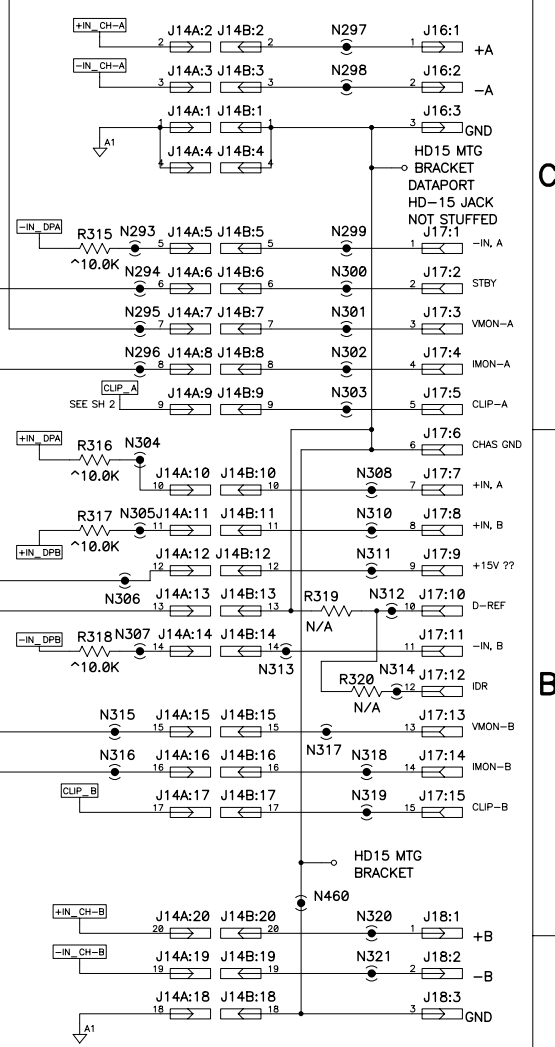 +IN_CH-A
J14A:2 J14B:2 N297 J16:1
2 2 1 +A
-IN_CH-A
J14A:3 J14B:3 N298 J16:2
3 3 2 -A
J14A:1 J14B:1 J16:3
1 1 3 GND
A1
J14A:4 J14B:4
4 4
HD15 MTG
BRACKET
DATAPORT
HD-15 JACK
NOT STUFFED
C
-IN_DPA
R315 N293 J14A:5 J14B:5 N299 J17:1
5 5 1 -IN, A
^10.0K
N294 J14A:6 J14B:6 N300 J17:2
6 6 2 STBY
N295 J14A:7 J14B:7 N301 J17:3
7 7 3 VMON-A
N296 J14A:8 J14B:8 N302 J17:4
8 8 4 IMON-A
CLIP_A
SEE SH 2
J14A:9 J14B:9 N303 J17:5
9 9 5 CLIP-A
J17:6
6 CHAS GND
+IN_DPA
R316 N304
^10.0K
J14A:10 J14B:10 N308 J17:7
10 10 7 +IN, A
R317 N305 J14A:11 J14B:11 N310 J17:8
11 11 8 +IN, B
+IN_DPB
^10.0K
J14A:12 J14B:12 N311 J17:9
12 12 9 +15V ??
N306
J14A:13 J14B:13 R319 N312 J17:10
13 13 10 D-REF
N/A
-IN_DPB
R318 N307 J14A:14 J14B:14 J17:11
14 14 11 -IN, B
^10.0K
N313
R320 N314 J17:12
12 IDR
N/A
B
N315 J14A:15 J14B:15 J17:13
15 15 13 VMON-B
N317
N316 J14A:16 J14B:16 N318 J17:14
16 16 14 IMON-B
CLIP_B
J14A:17 J14B:17 N319 J17:15
17 17 15 CLIP-B
HD15 MTG
BRACKET
N460
+IN_CH-B
J14A:20 J14B:20 N320 J18:1
20 20 1 +B
-IN_CH-B
J14A:19 J14B:19 N321 J18:2
19 19 2 -B
J14A:18 J14B:18 J18:3
18 18 3 GND
A1